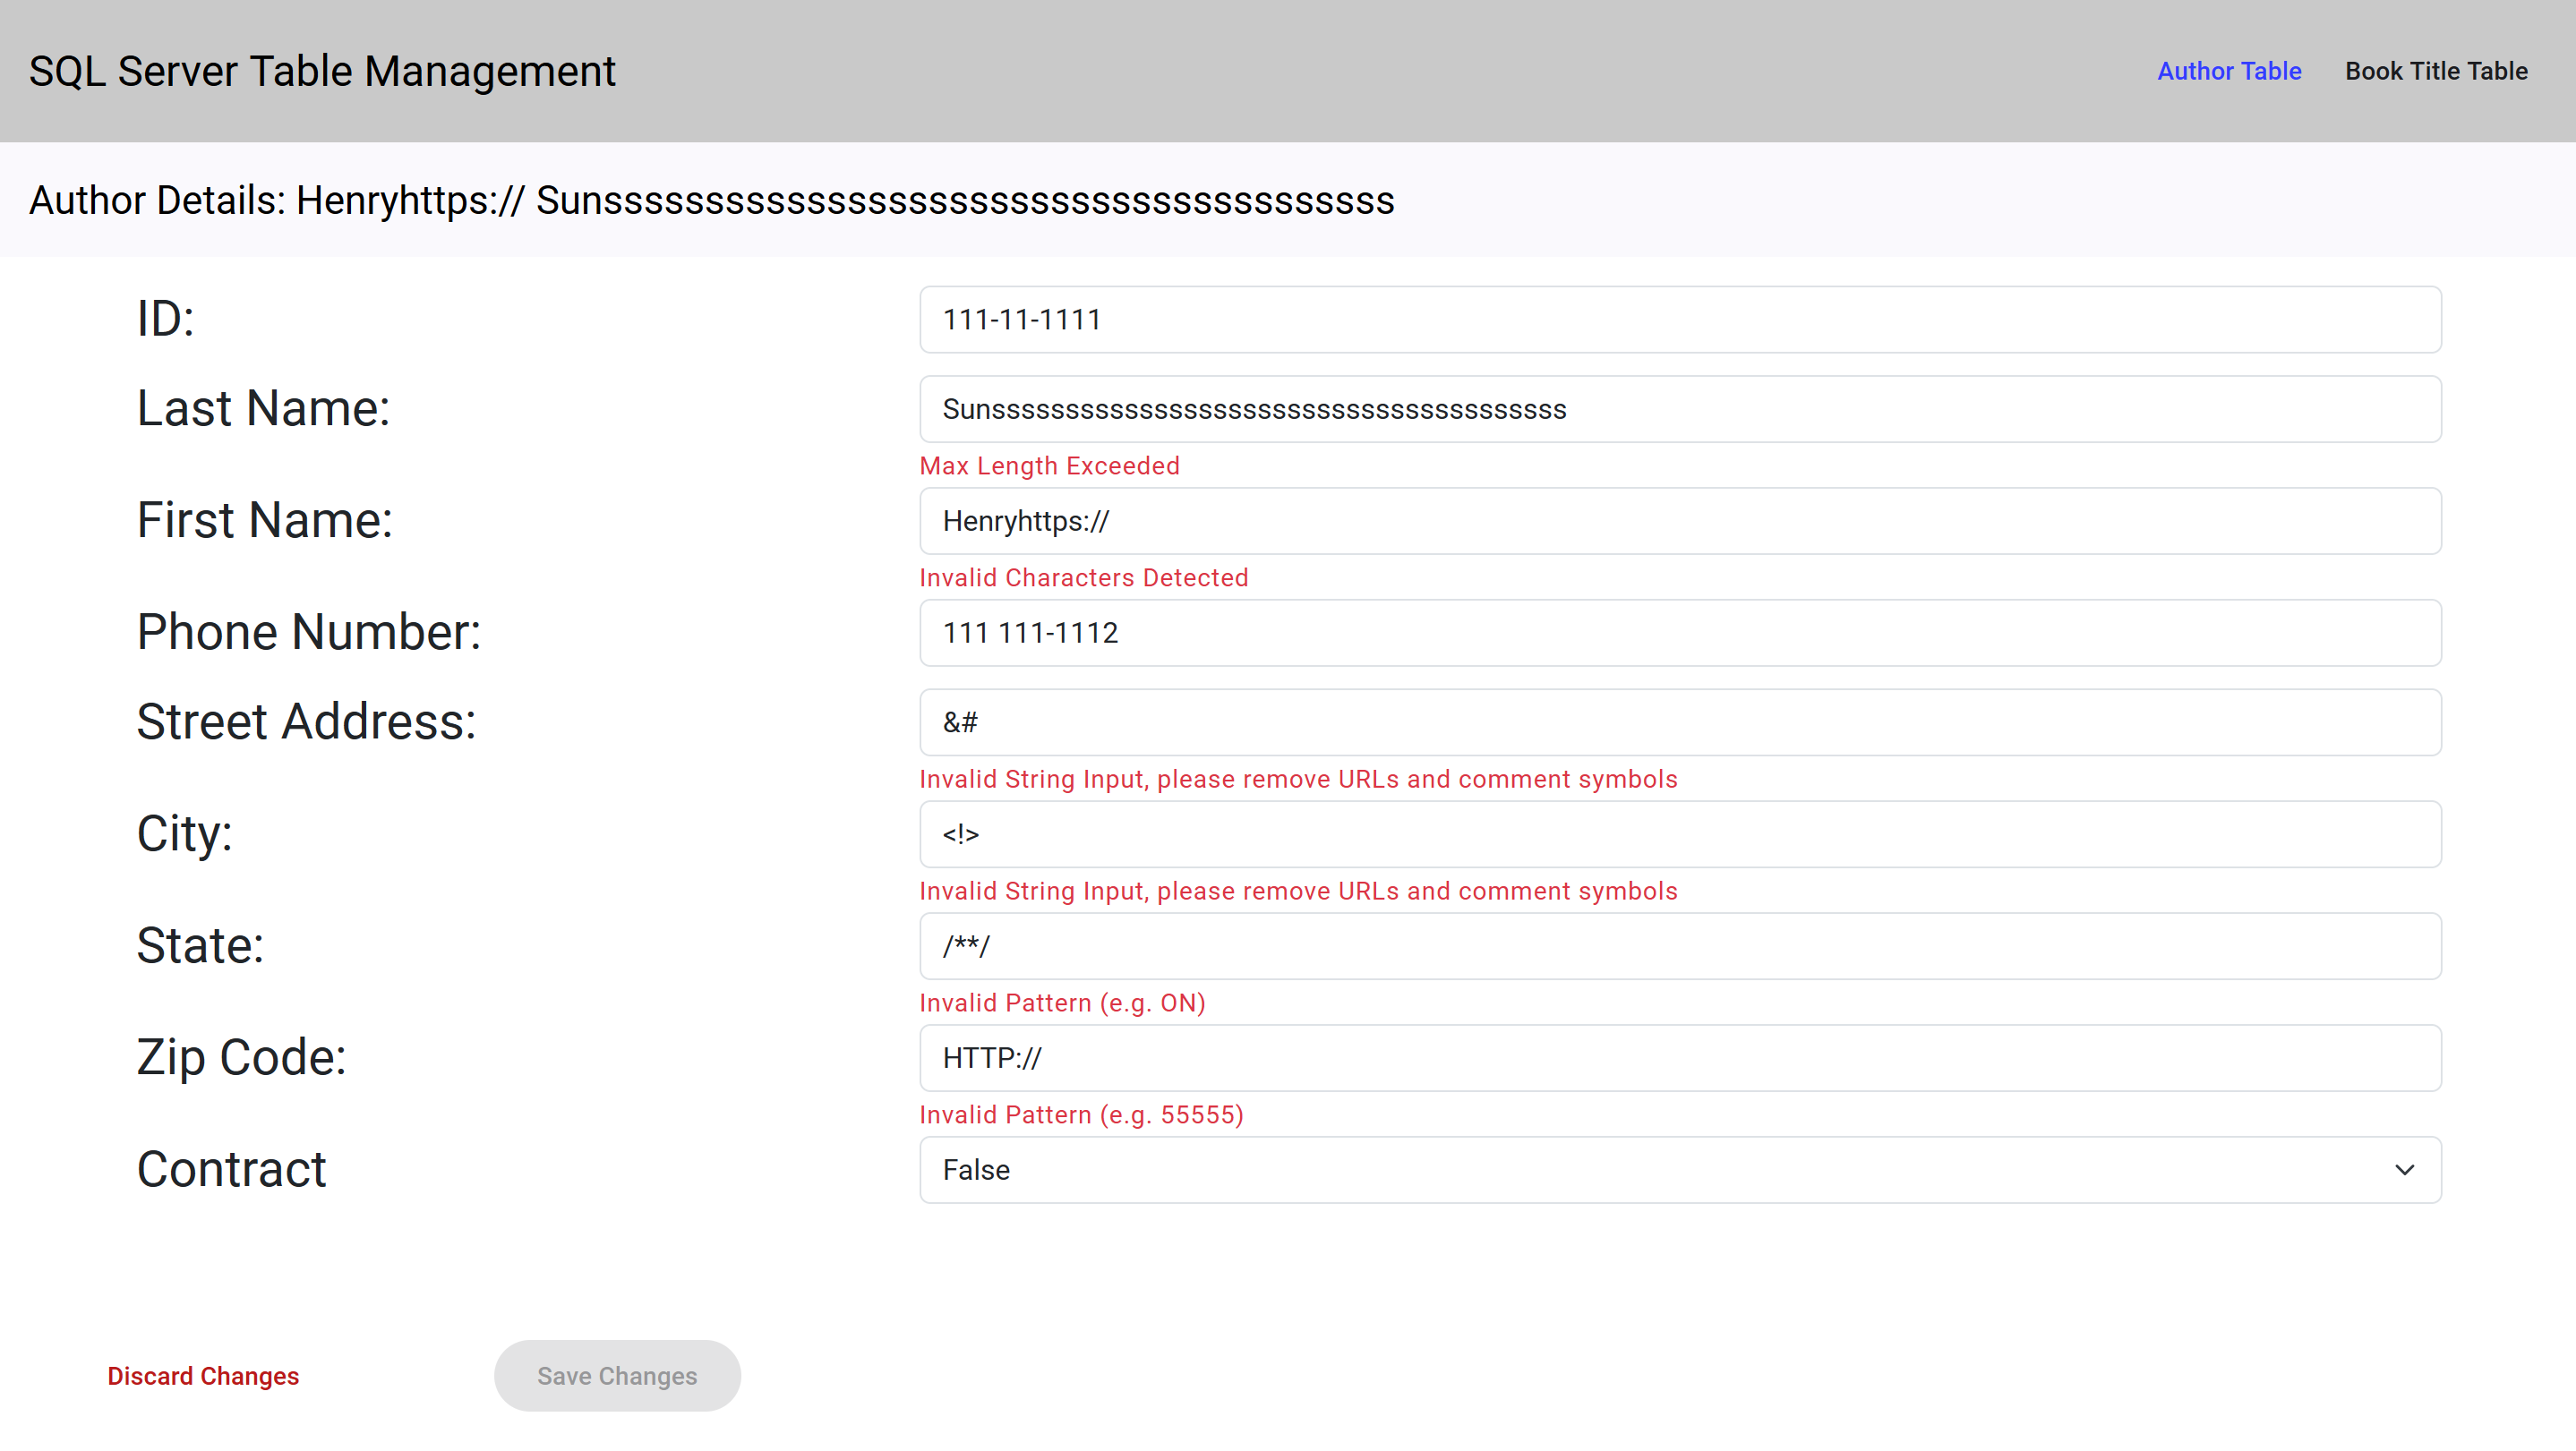 SQL Server Table Management
Author Table
Book Title Table
Author Details: Henryhttps:// Sunsssssssssssssssssssssssssssssssssssssss
ID:
111-11-1111
Last Name:
Sunsssssssssssssssssssssssssssssssssssssss
Max Length Exceeded
First Name:
Henryhttps://
Invalid Characters Detected
Phone Number:
111 111-1112
Street Address:
&#
Invalid String Input, please remove URLs and comment symbols
City:
<!>
Invalid String Input, please remove URLs and comment symbols
State:
/**/
Invalid Pattern (e.g. ON)
Zip Code:
HTTP://
Invalid Pattern (e.g. 55555)
Contract
False
Discard Changes
Save Changes